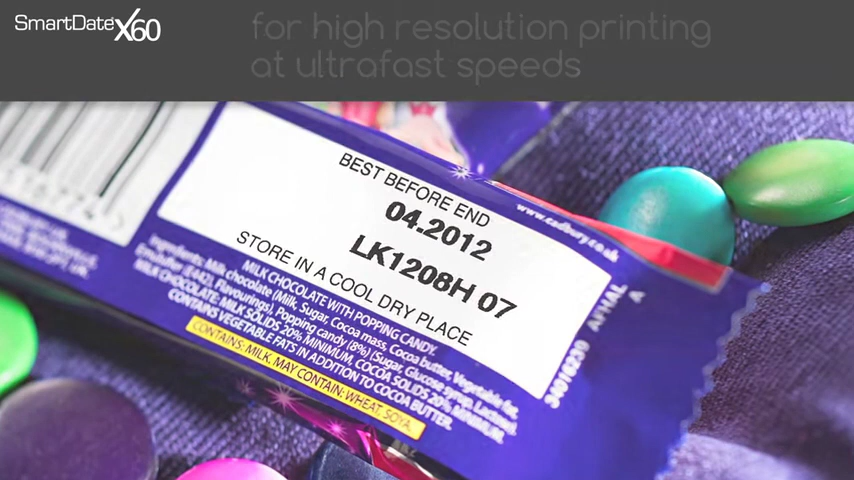 SmartDate X60
for high resolution printing
at ultrafast speeds
BEST BEFORE END
04.2012
LK1208H 07
STORE IN A COOL DRY PLACE
www.cadbury.co.uk
MILK CHOCOLATE WITH POPPING CANDY.
Ingredients: Milk chocolate (Milk, Sugar, Cocoa mass, Cocoa butter, Vegetable fat,
Emulsifier (E442), Flavourings), Popping candy (8%) (Sugar, Glucose syrup, Lactose).
MILK CHOCOLATE: MILK SOLIDS 20% MINIMUM, COCOA SOLIDS 20% MINIMUM.
CONTAINS VEGETABLE FATS IN ADDITION TO COCOA BUTTER.
CONTAINS: MILK. MAY CONTAIN: WHEAT, SOYA.